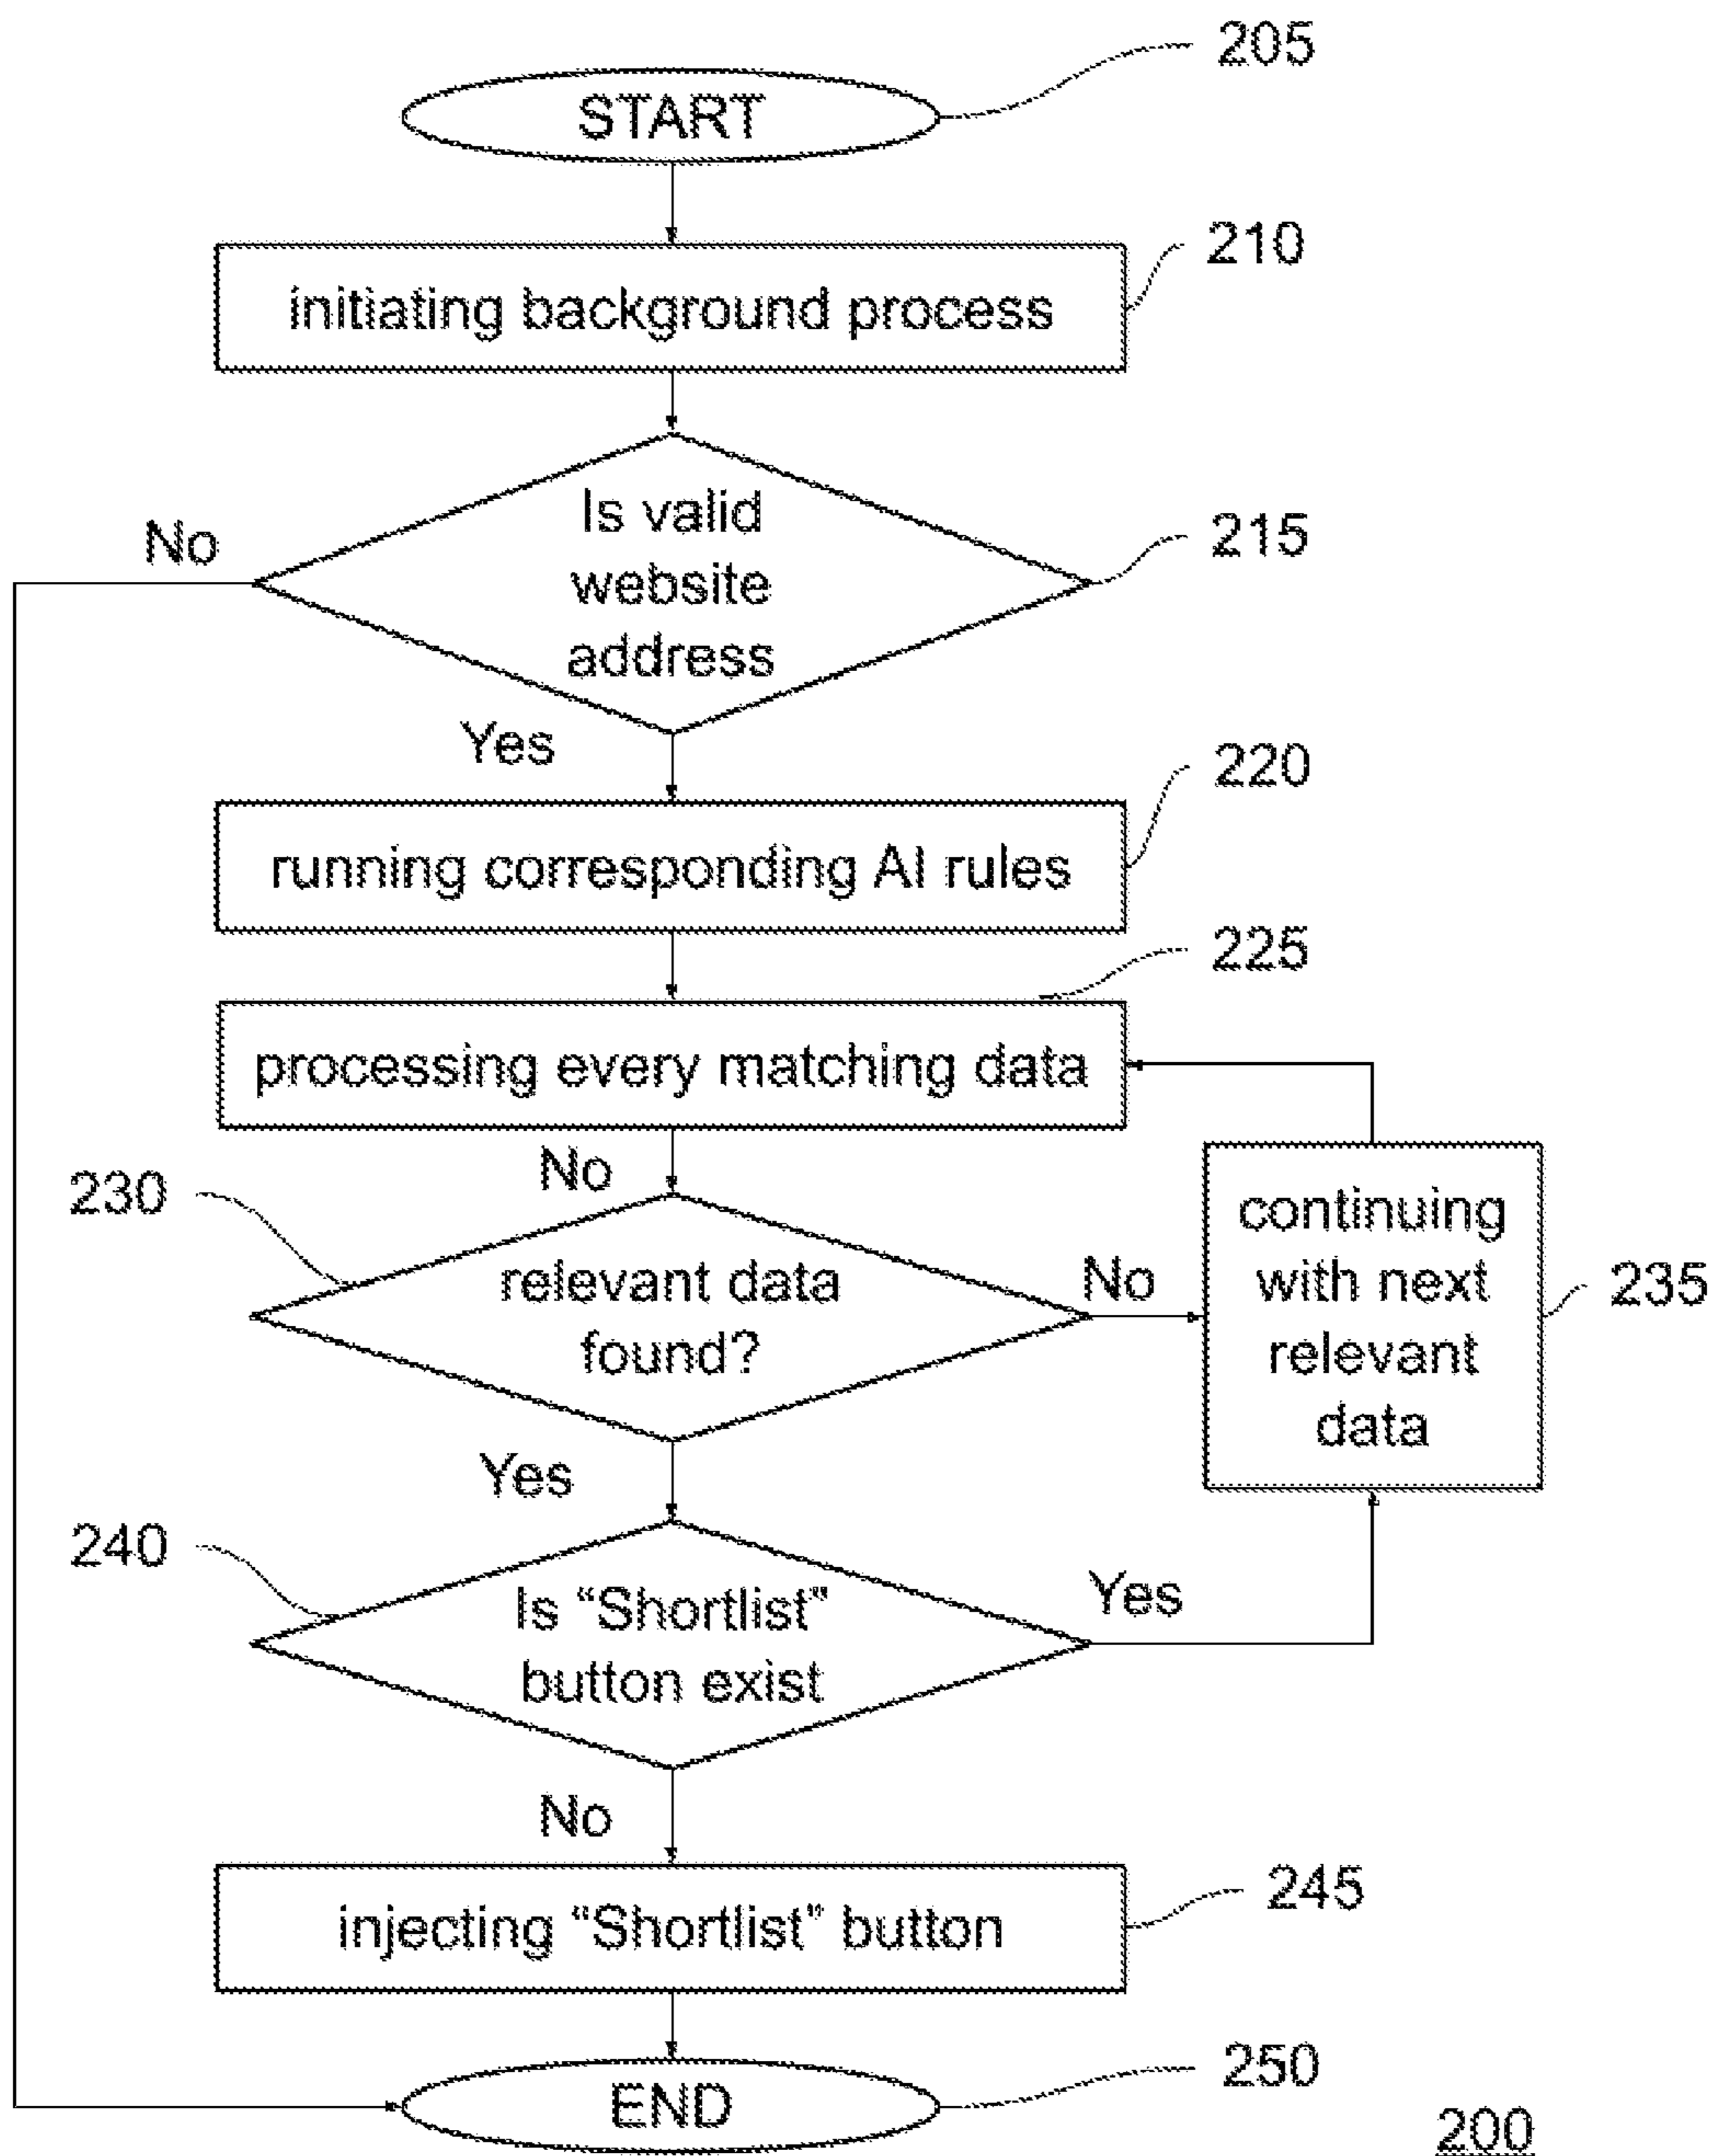 205
START
210
initiating background process
215
Is valid
website
address
No
Yes
220
running corresponding AI rules
225
processing every matching data
No
230
relevant data
found?
No
continuing
with next
relevant
data
235
Yes
240
Is “Shortlist”
button exist
Yes
No
245
injecting “Shortlist” button
250
END
200